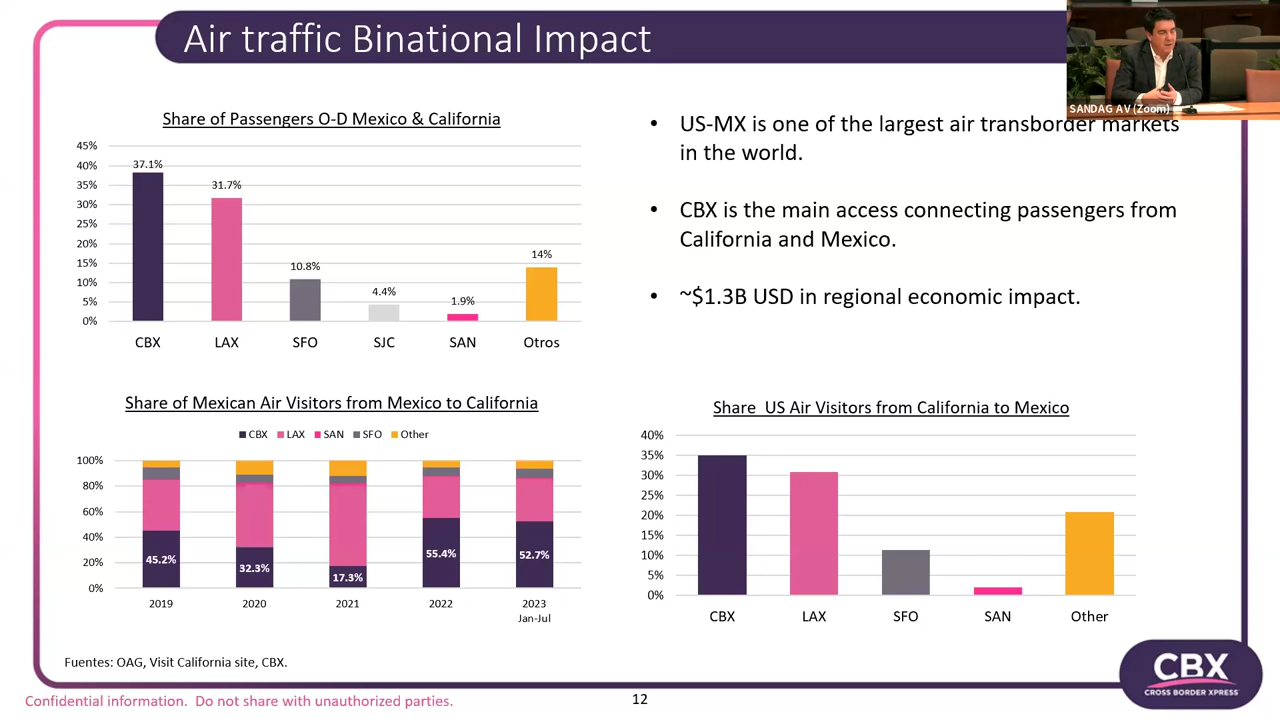 Air traffic Binational Impact
SANDAG AV (Zoom)
Share of Passengers O-D Mexico & California
45%
40%
35%
30%
25%
20%
15%
10%
5%
0%
37.1%
31.7%
10.8%
4.4%
1.9%
14%
CBX LAX SFO SJC SAN Otros
• US-MX is one of the largest air transborder markets
in the world.
• CBX is the main access connecting passengers from
California and Mexico.
• ~$1.3B USD in regional economic impact.
Share of Mexican Air Visitors from Mexico to California
CBX LAX SAN SFO Other
100%
80%
60%
40%
20%
0%
45.2%
32.3%
17.3%
55.4%
52.7%
2019 2020 2021 2022 2023
Jan-Jul
Share US Air Visitors from California to Mexico
40%
35%
30%
25%
20%
15%
10%
5%
0%
CBX LAX SFO SAN Other
Fuentes: OAG, Visit California site, CBX.
CBX
CROSS BORDER XPRESS
Confidential information. Do not share with unauthorized parties.
12